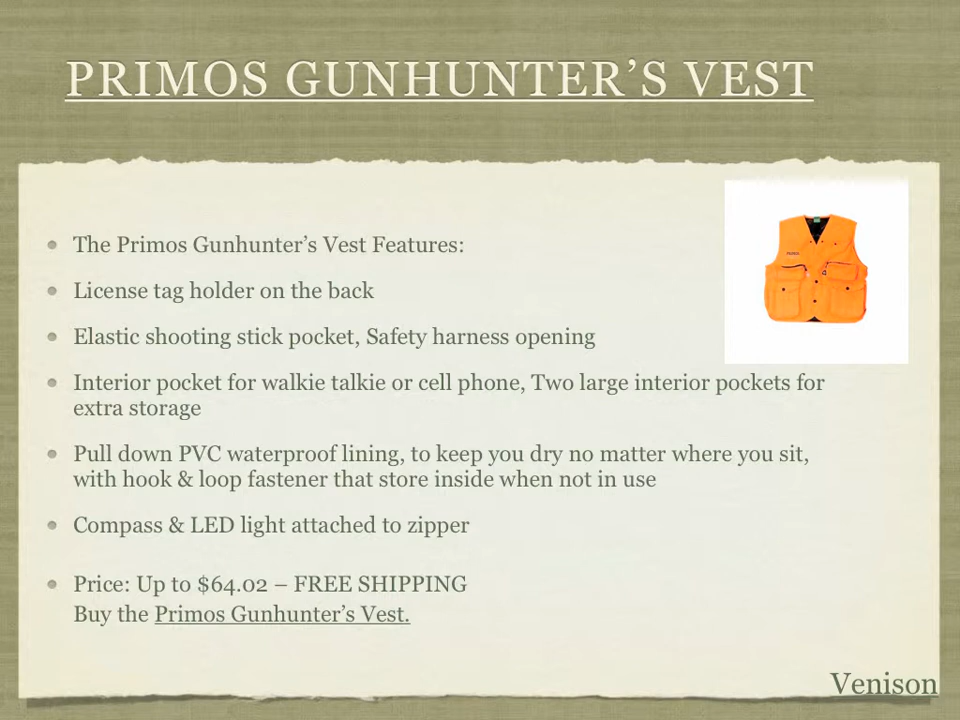 PRIMOS GUNHUNTER’S VEST
The Primos Gunhunter’s Vest Features:
License tag holder on the back
Elastic shooting stick pocket, Safety harness opening
Interior pocket for walkie talkie or cell phone, Two large interior pockets for
extra storage
Pull down PVC waterproof lining, to keep you dry no matter where you sit,
with hook & loop fastener that store inside when not in use
Compass & LED light attached to zipper
Price: Up to $64.02 – FREE SHIPPING
Buy the Primos Gunhunter’s Vest.
Venison